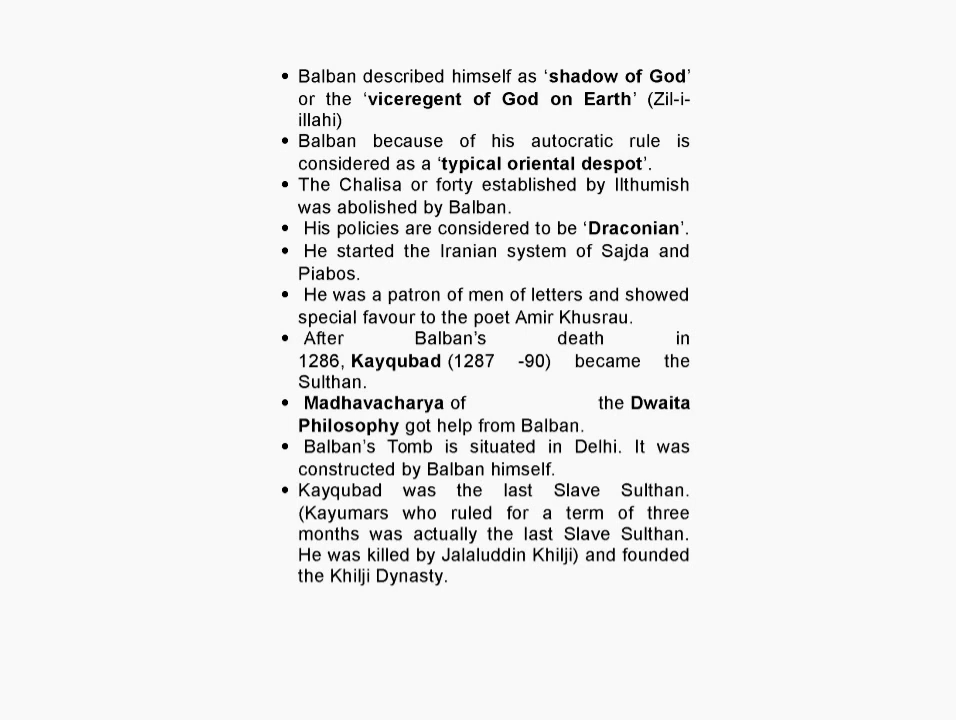 • Balban described himself as ‘shadow of God’
or the ‘viceregent of God on Earth’ (Zil-i-
illahi)
• Balban because of his autocratic rule is
considered as a ‘typical oriental despot’.
• The Chalisa or forty established by Ilthumish
was abolished by Balban.
• His policies are considered to be ‘Draconian’.
• He started the Iranian system of Sajda and
Piabos.
• He was a patron of men of letters and showed
special favour to the poet Amir Khusrau.
• After Balban’s death in
1286, Kayqubad (1287 -90) became the
Sulthan.
• Madhavacharya of the Dwaita
Philosophy got help from Balban.
• Balban’s Tomb is situated in Delhi. It was
constructed by Balban himself.
• Kayqubad was the last Slave Sulthan.
(Kayumars who ruled for a term of three
months was actually the last Slave Sulthan.
He was killed by Jalaluddin Khilji) and founded
the Khilji Dynasty.